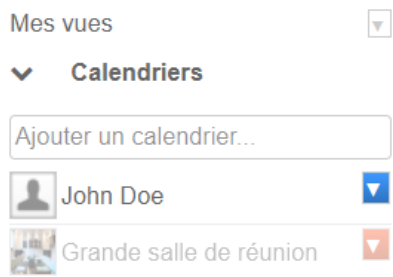 Mes vues
Calendriers
Ajouter un calendrier...
John Doe
Grande salle de réunion